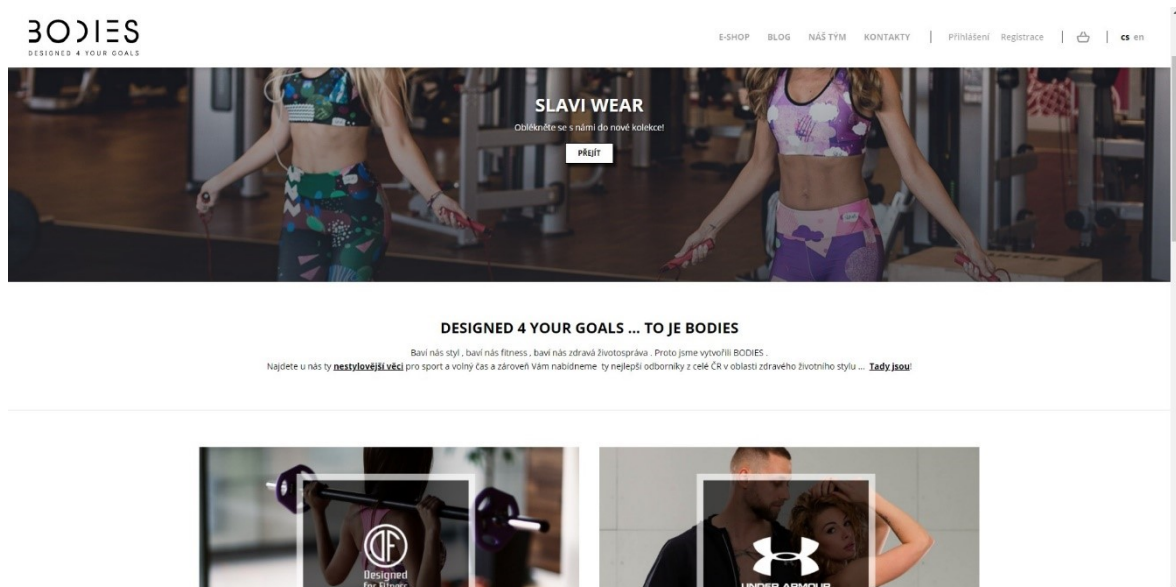 BODIES
DESIGNED 4 YOUR GOALS
E-SHOP BLOG NÁŠ TÝM KONTAKTY | Přihlášení Registrace | | cs en
SLAVI WEAR
Oblékněte se s námi do nové kolekce!
PŘEJÍT
DESIGNED 4 YOUR GOALS ... TO JE BODIES
Baví nás styl , baví nás fitness , baví nás zdravá životospráva . Proto jsme vytvořili BODIES .
Najdete u nás ty nestylovější věci pro sport a volný čas a zároveň Vám nabídneme ty nejlepší odborníky z celé ČR v oblasti zdravého životního stylu ... Tady jsou!
DF
Designed
for Fitness
UNDER ARMOUR